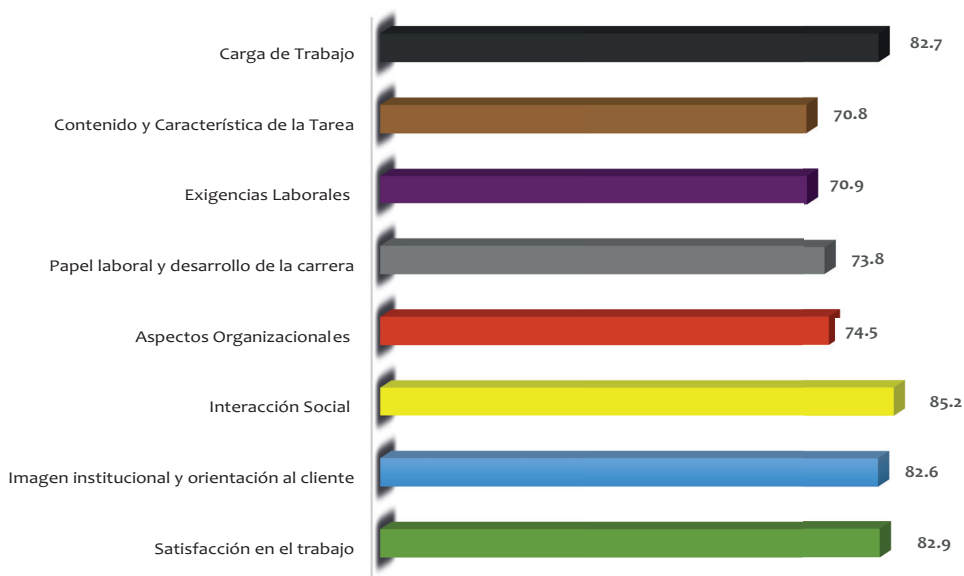 Carga de Trabajo 82.7
Contenido y Característica de la Tarea 70.8
Exigencias Laborales 70.9
Papel laboral y desarrollo de la carrera 73.8
Aspectos Organizacionales 74.5
Interacción Social 85.2
Imagen institucional y orientación al cliente 82.6
Satisfacción en el trabajo 82.9